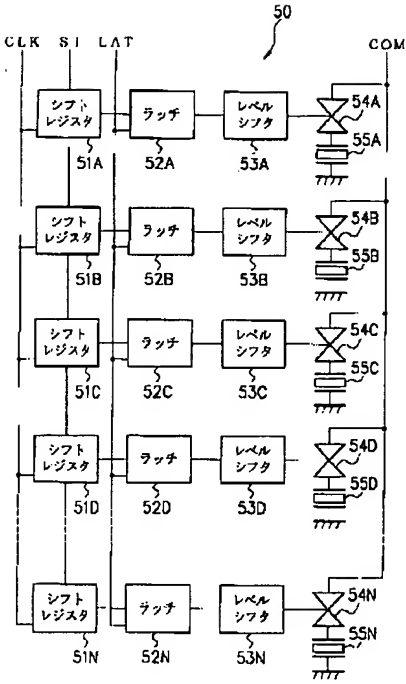 50
CLK SI LAT COM
シフト
レジスタ
51A
ラッチ
52A
レベル
シフタ
53A
54A
55A
シフト
レジスタ
51B
ラッチ
52B
レベル
シフタ
53B
54B
55B
シフト
レジスタ
51C
ラッチ
52C
レベル
シフタ
53C
54C
55C
シフト
レジスタ
51D
ラッチ
52D
レベル
シフタ
53D
54D
55D
シフト
レジスタ
51N
ラッチ
52N
レベル
シフタ
53N
54N
55N